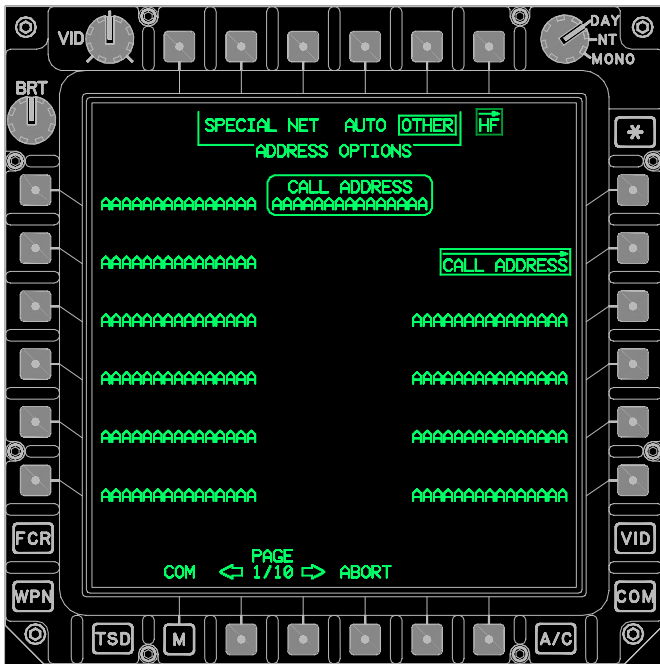 VID
DAY
NT
MONO
BRT
SPECIAL NET AUTO OTHER HF
ADDRESS OPTIONS
*
CALL ADDRESS
AAAAAAAAAAAAAAA AAAAAAAAAAAAAAA
AAAAAAAAAAAAAAA CALL ADDRESS
AAAAAAAAAAAAAAA AAAAAAAAAAAAAAA
AAAAAAAAAAAAAAA AAAAAAAAAAAAAAA
AAAAAAAAAAAAAAA AAAAAAAAAAAAAAA
AAAAAAAAAAAAAAA AAAAAAAAAAAAAAA
FCR VID
PAGE
COM 1/10 ABORT
WPN COM
TSD M A/C